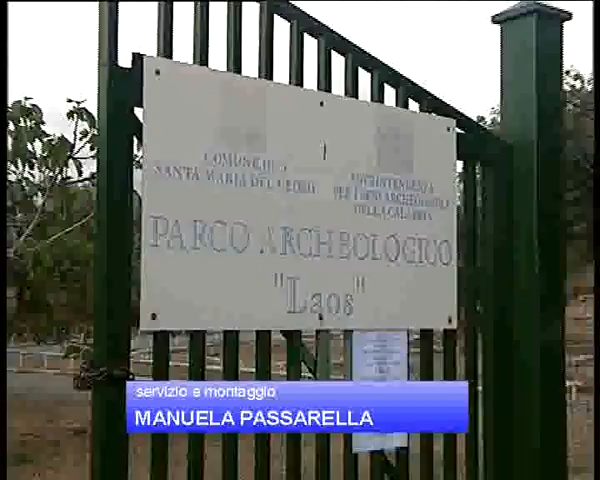 COMUNE DI
SANTA MARIA DEL CEDRO
SOPRINTENDENZA
PER I BENI ARCHEOLOGICI
DELLA CALABRIA
PARCO ARCHEOLOGICO
"Laos"
servizio e montaggio
MANUELA PASSARELLA